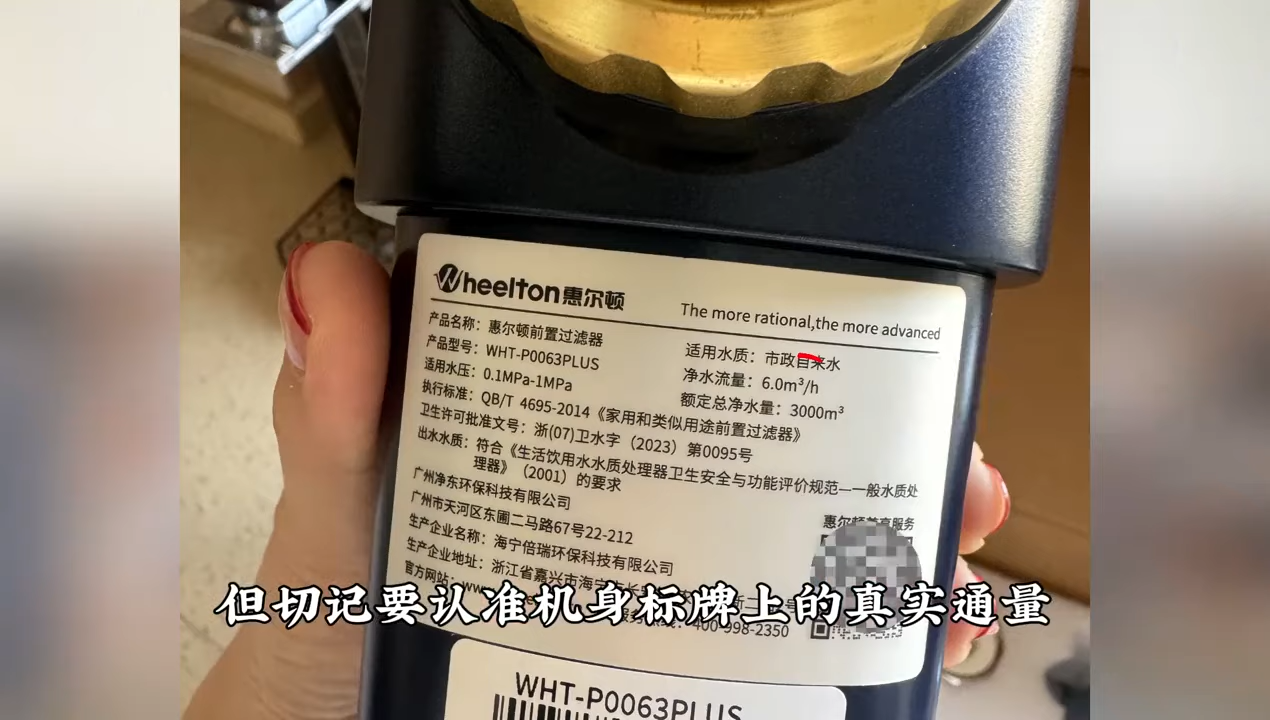 Wheelton惠尔顿
The more rational,the more advanced
产品名称：惠尔顿前置过滤器
产品型号：WHT-P0063PLUS
适用水质：市政自来水
适用水压：0.1MPa-1MPa
净水流量：6.0m³/h
额定总净水量：3000m³
执行标准：QB/T 4695-2014《家用和类似用途前置过滤器》
卫生许可批准文号：浙(07)卫水字（2023）第0095号
出水水质：符合《生活饮用水水质处理器卫生安全与功能评价规范—一般水质处
理器》（2001）的要求
广州净东环保科技有限公司
广州市天河区东圃二马路67号22-212
生产企业名称：海宁倍瑞环保科技有限公司
生产企业地址：浙江省嘉兴市海宁市长
官方网站：
400-998-2350
惠尔顿尊享服务
但切记要认准机身标牌上的真实通量
WHT-P0063PLUS